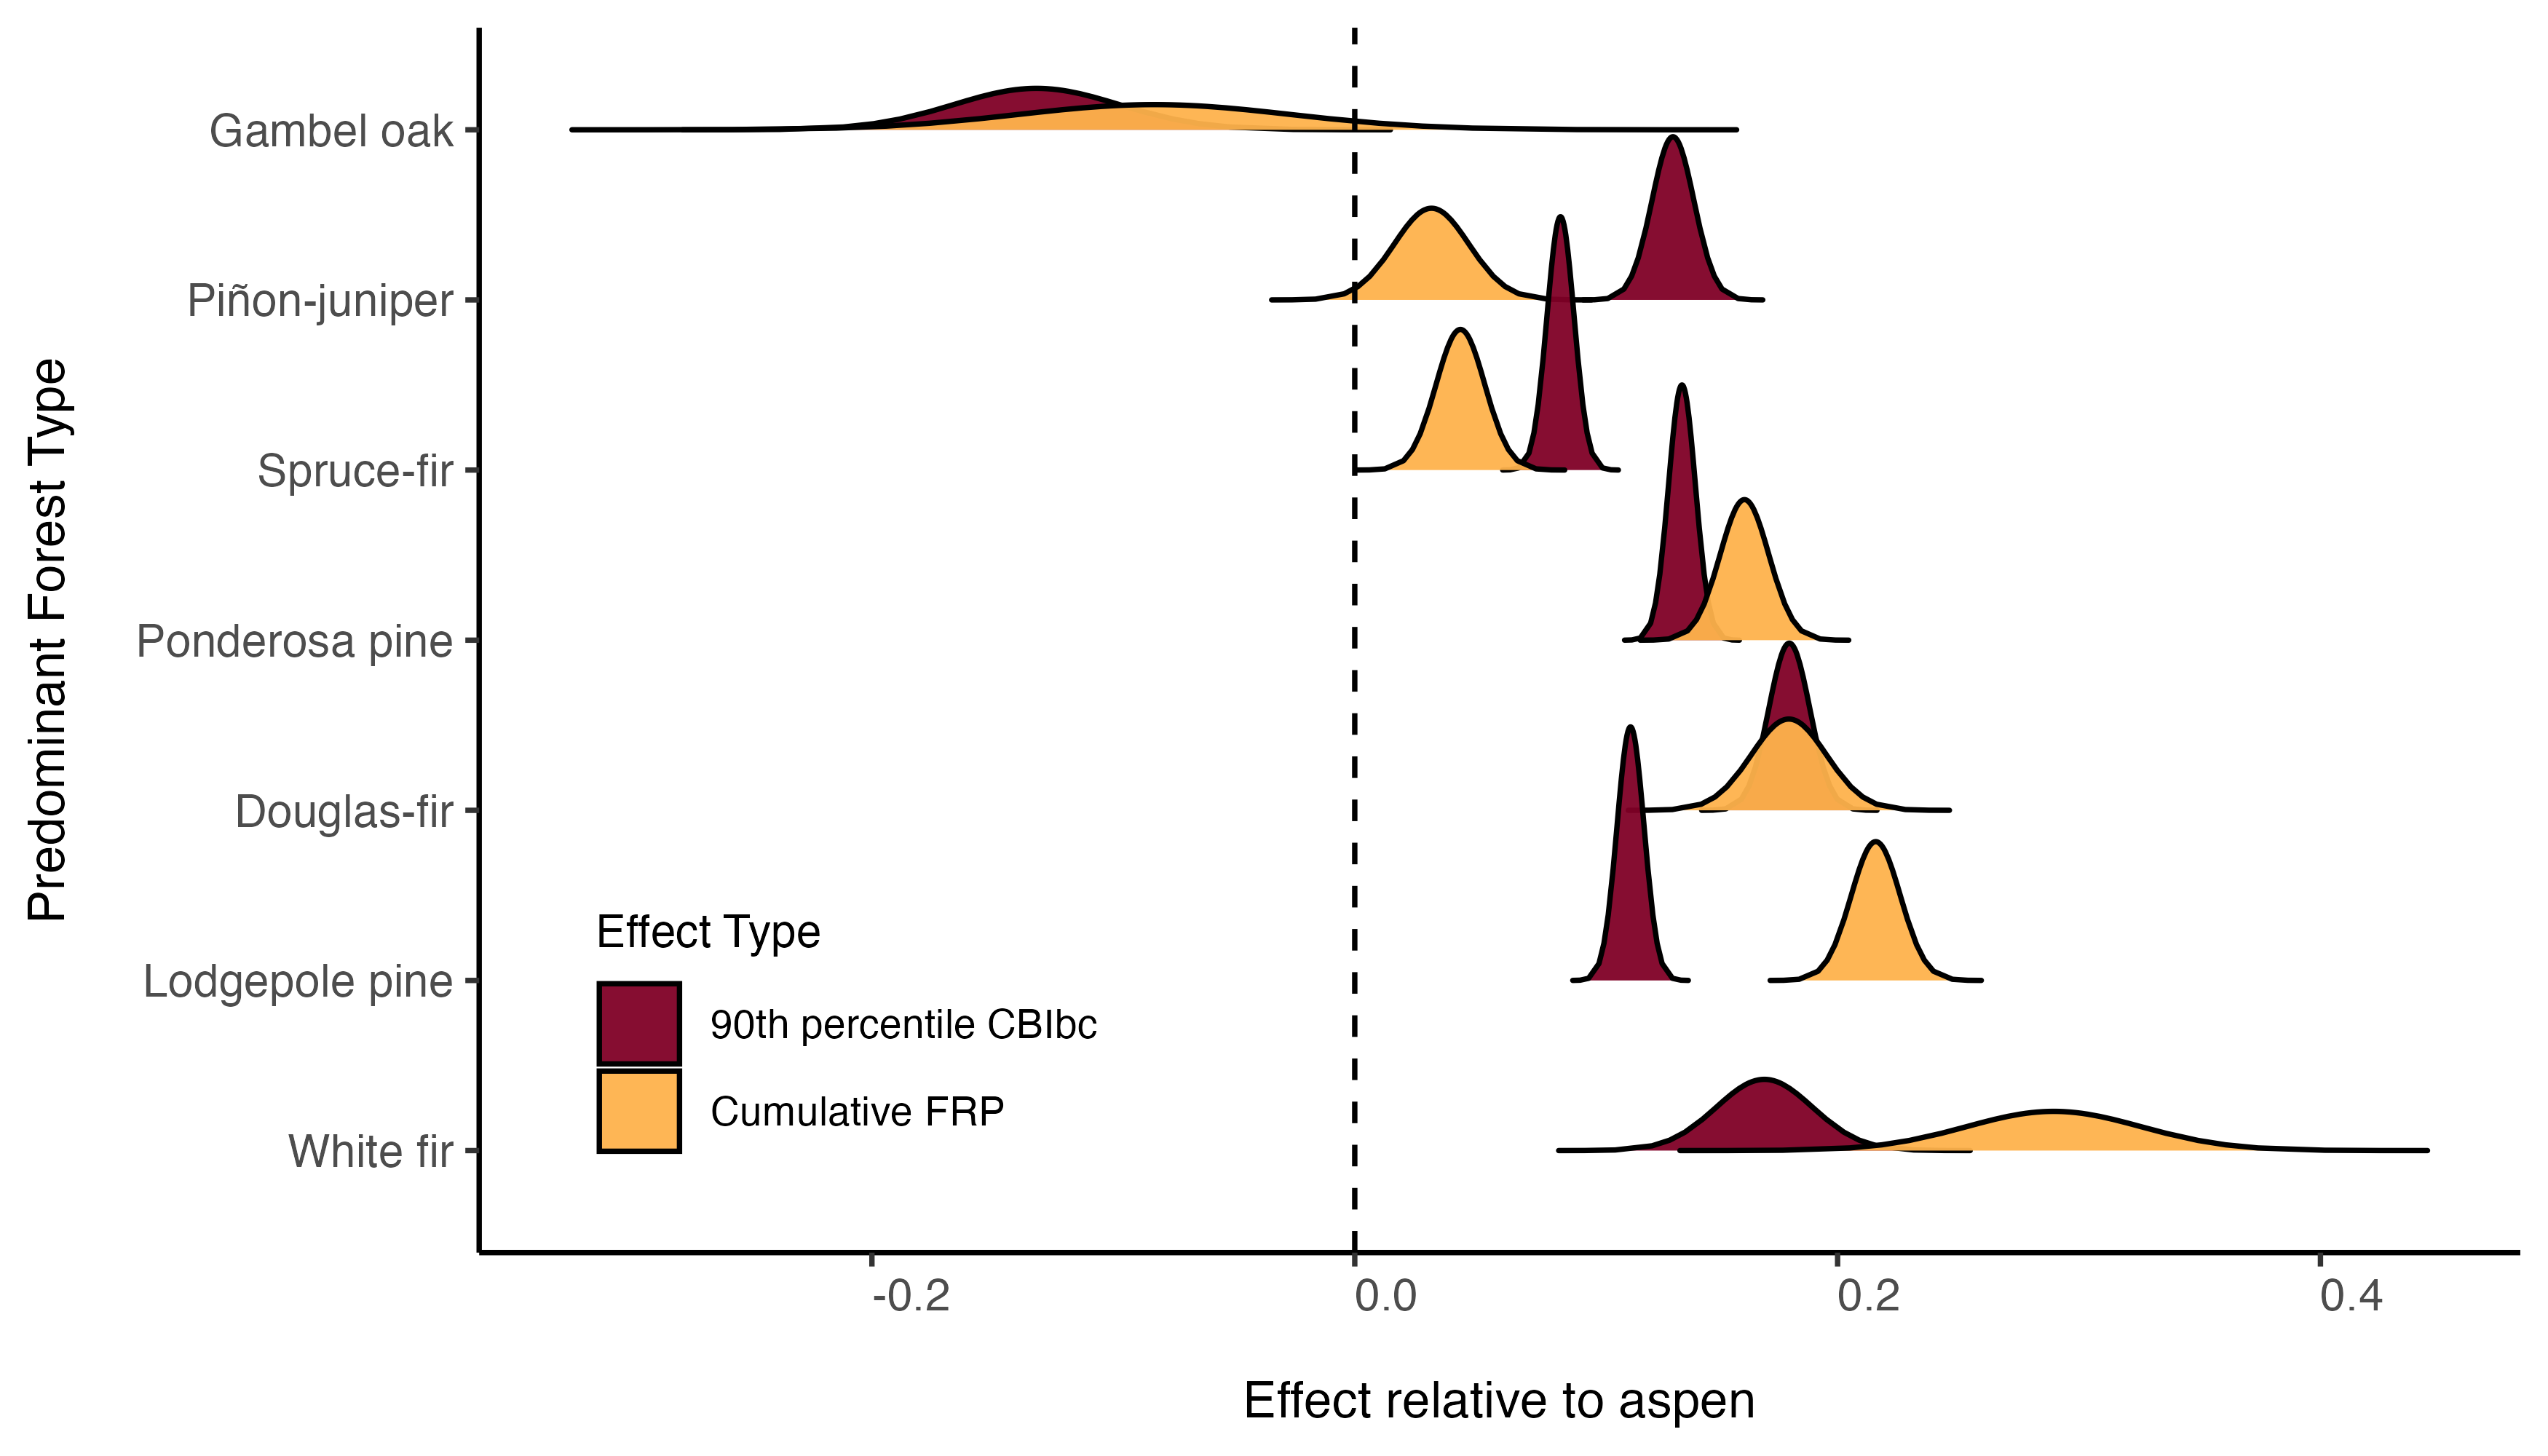 Predominant Forest Type
Gambel oak
Piñon-juniper
Spruce-fir
Ponderosa pine
Douglas-fir
Lodgepole pine
White fir
Effect Type
90th percentile CBIbc
Cumulative FRP
-0.2
0.0
0.2
0.4
Effect relative to aspen